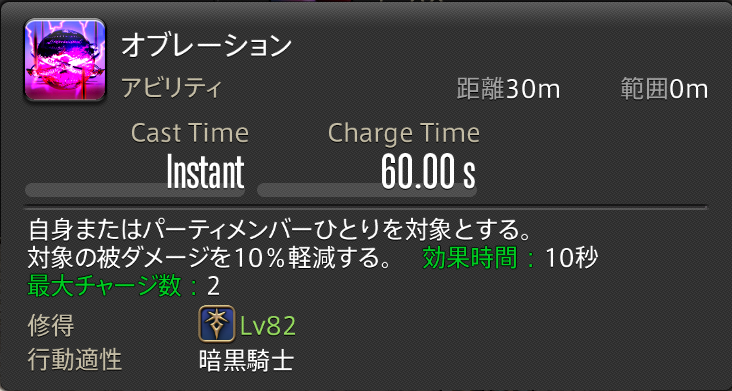 オブレーション
アビリティ 距離30m 範囲0m
Cast Time Charge Time
Instant 60.00 s
自身またはパーティメンバーひとりを対象とする。
対象の被ダメージを10%軽減する。 効果時間：10秒
最大チャージ数：2
修得 Lv82
行動適性 暗黒騎士